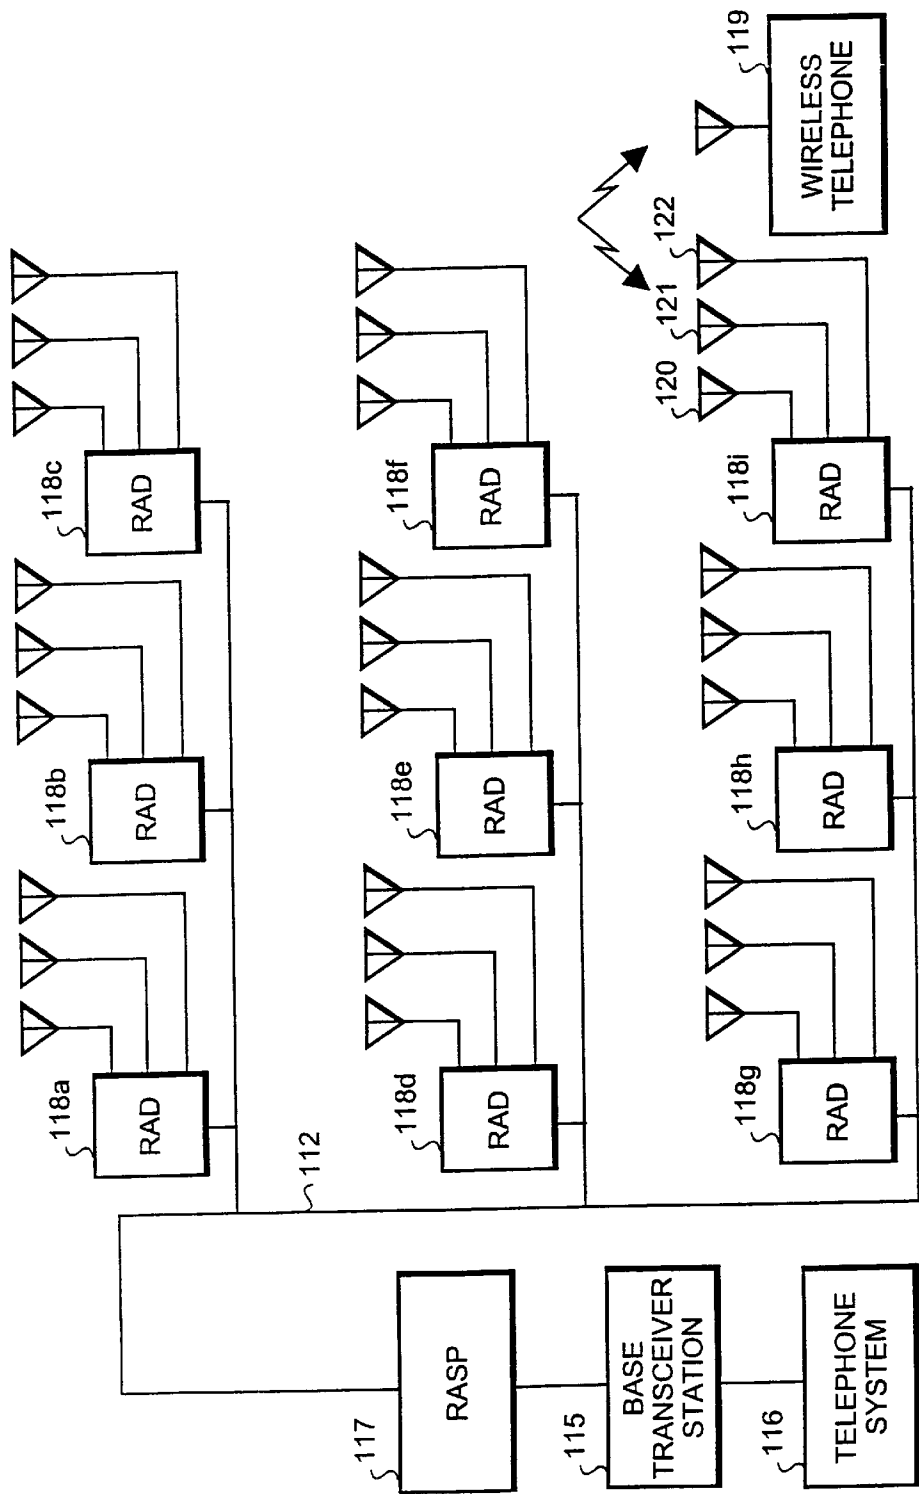 118a
RAD
118b
RAD
118c
RAD
112
118d
RAD
118e
RAD
118f
RAD
117
RASP
115
BASE
TRANSCEIVER
STATION
116
TELEPHONE
SYSTEM
118g
RAD
118h
RAD
118i
RAD
120
121
122
119
WIRELESS
TELEPHONE